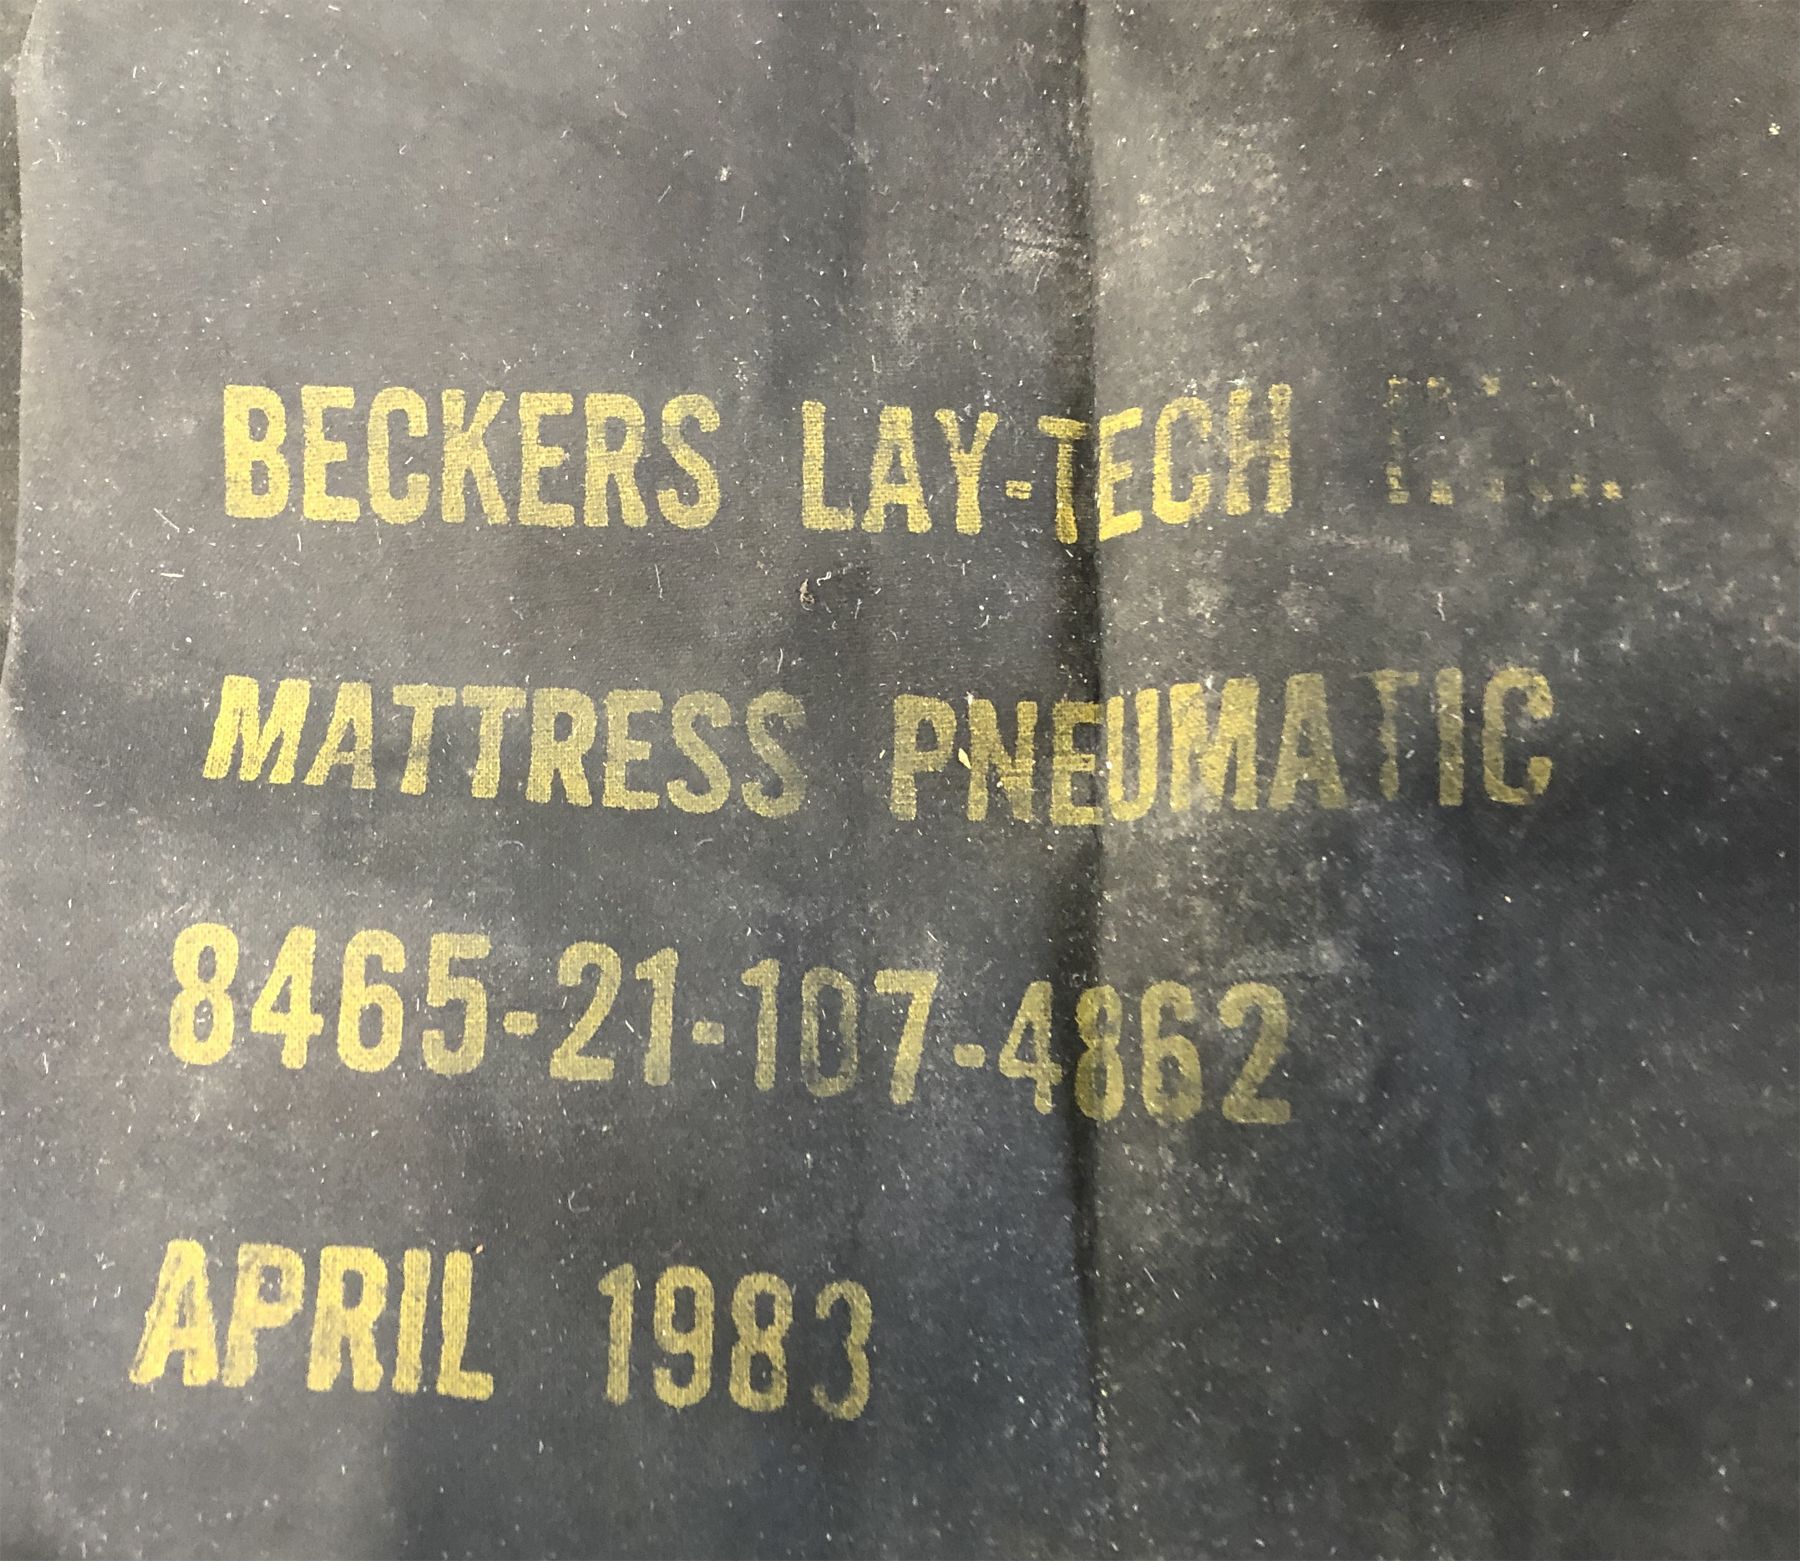 BECKERS LAY-TECH
MATTRESS PNEUMATIC
8465-21-107-4862
APRIL 1983